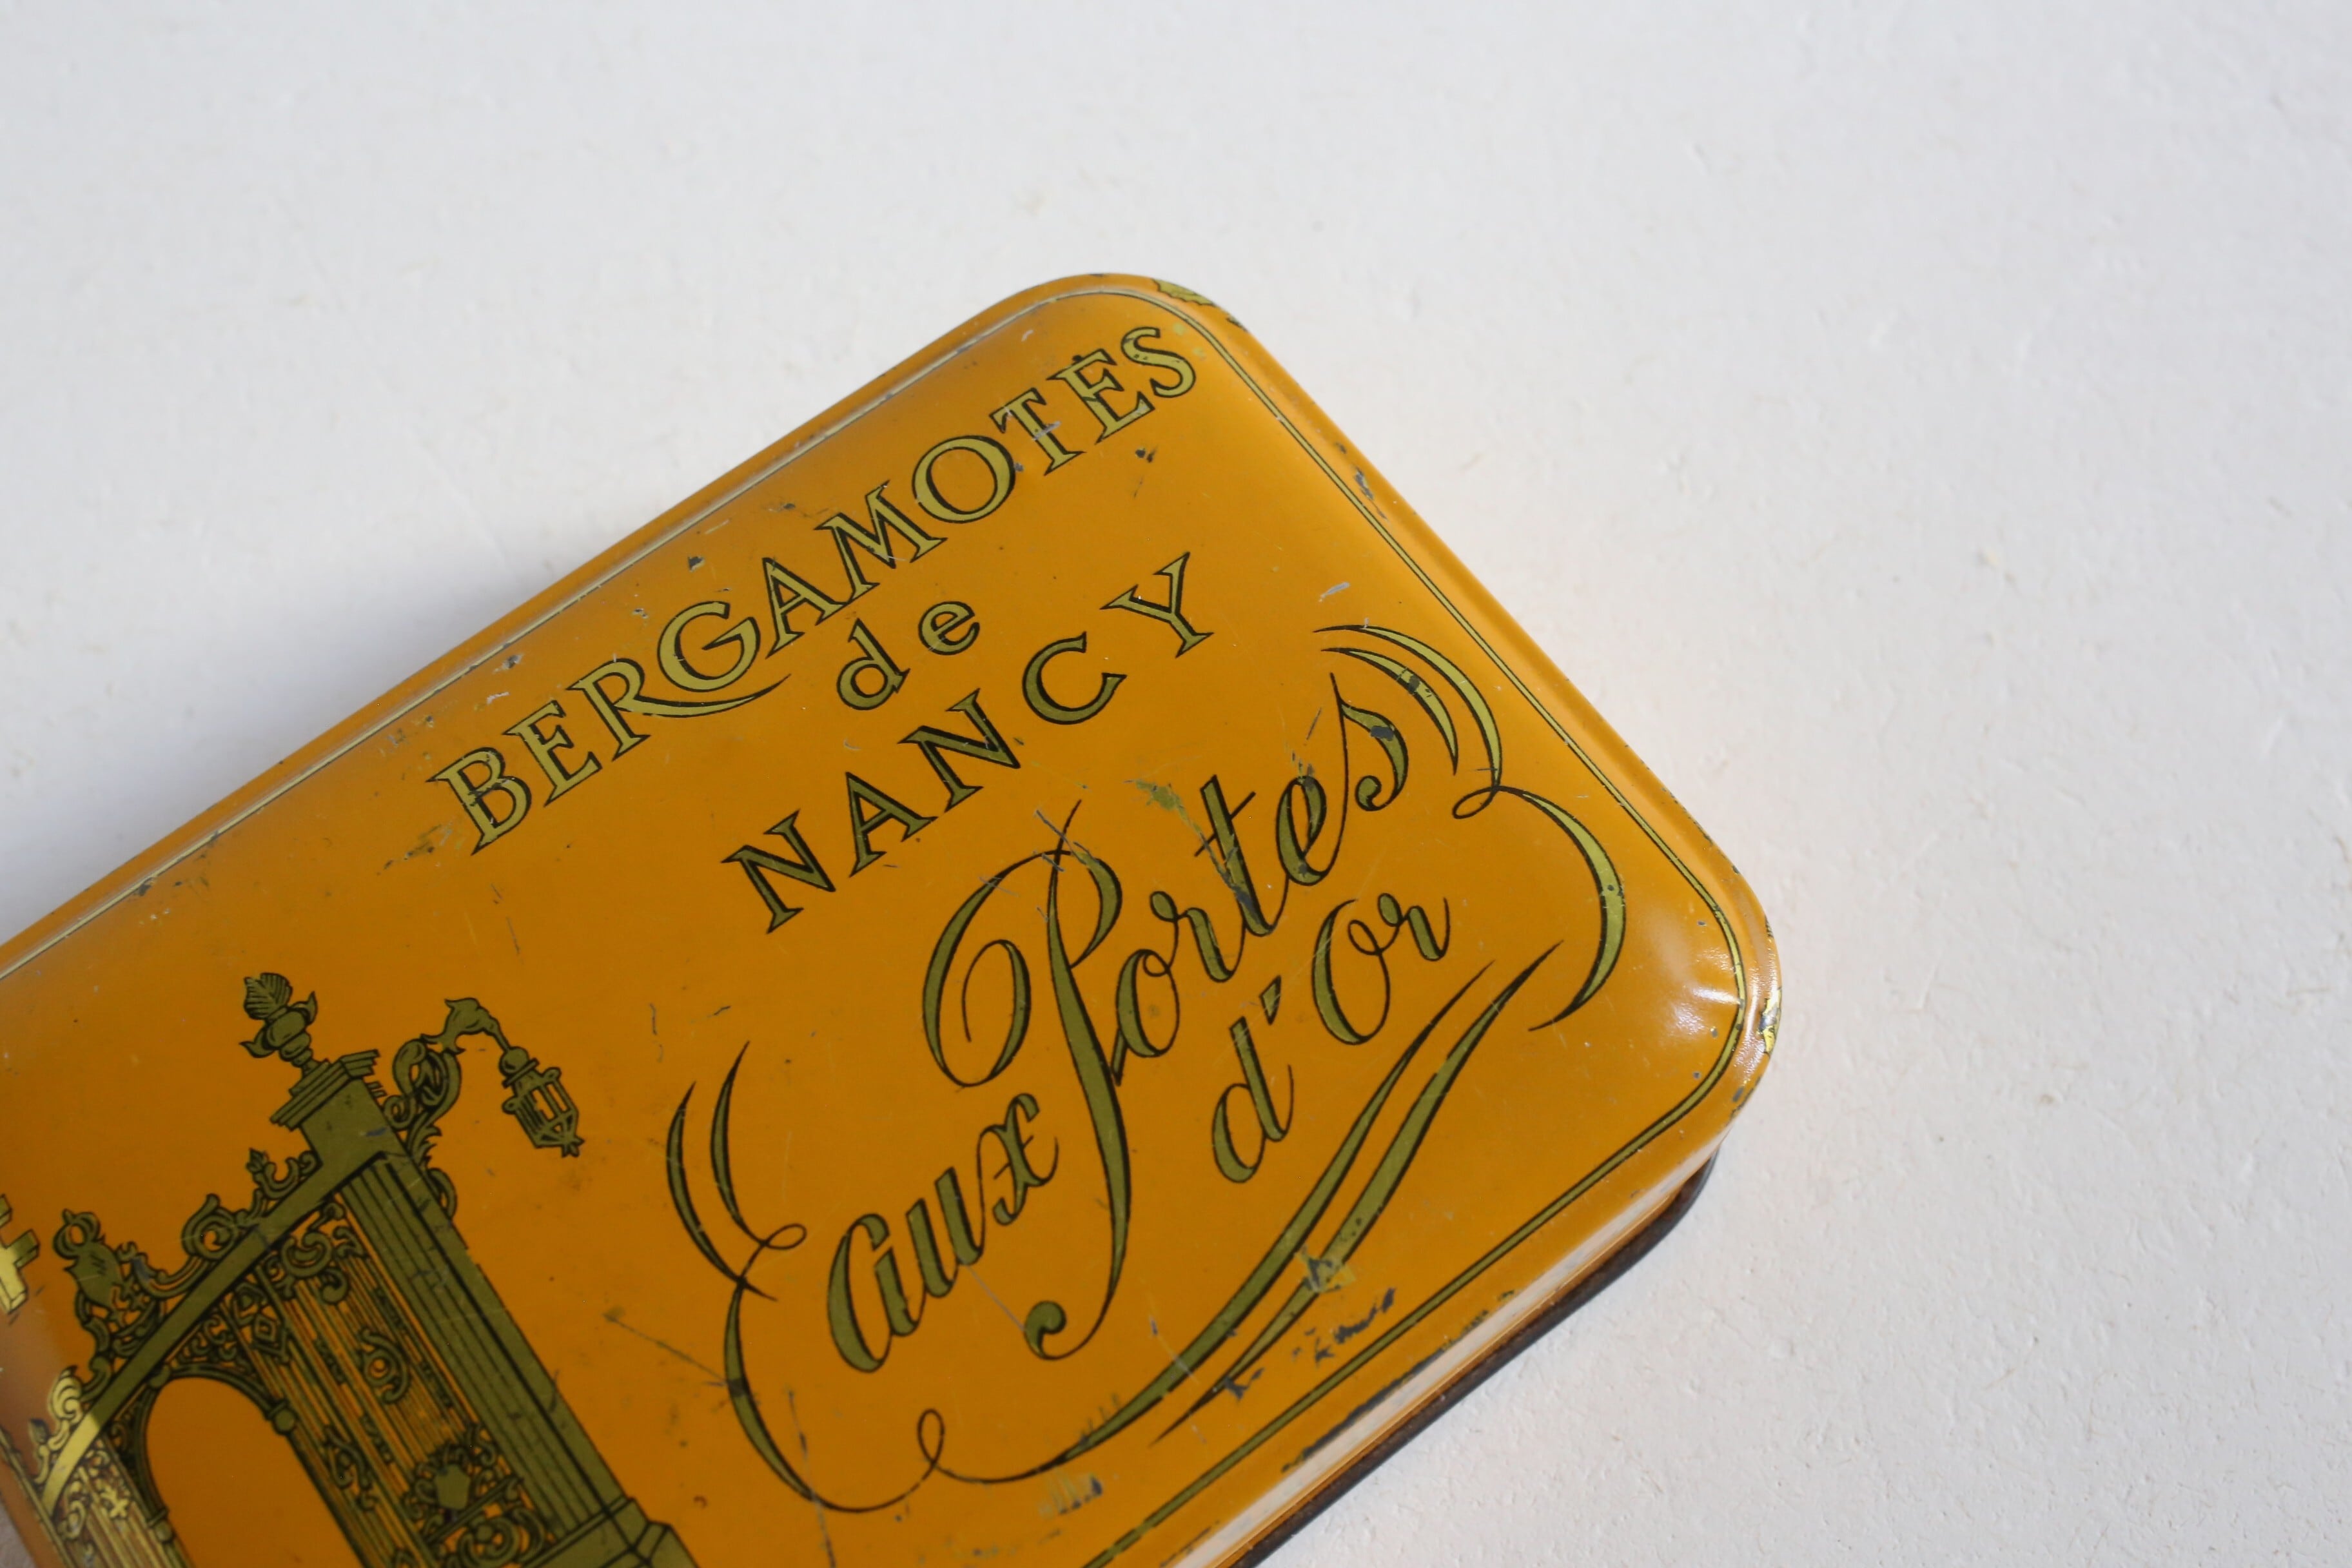 BERGAMOTES
de
NANCY
Aux Portes
d'Or